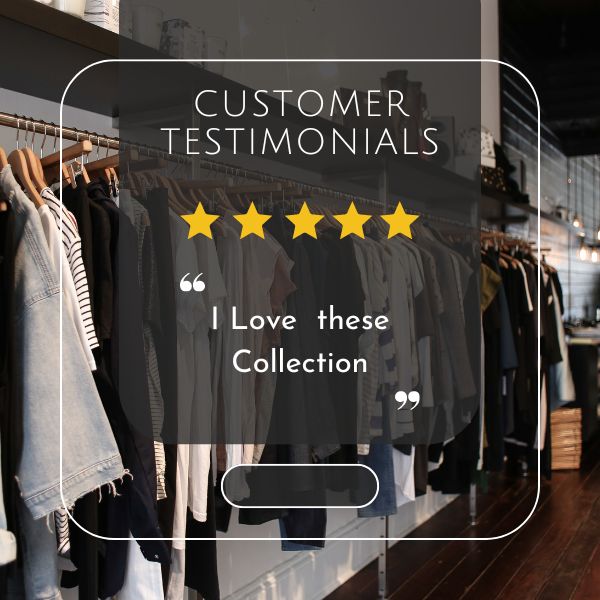 CUSTOMER
TESTIMONIALS
“
I Love these
Collection
”